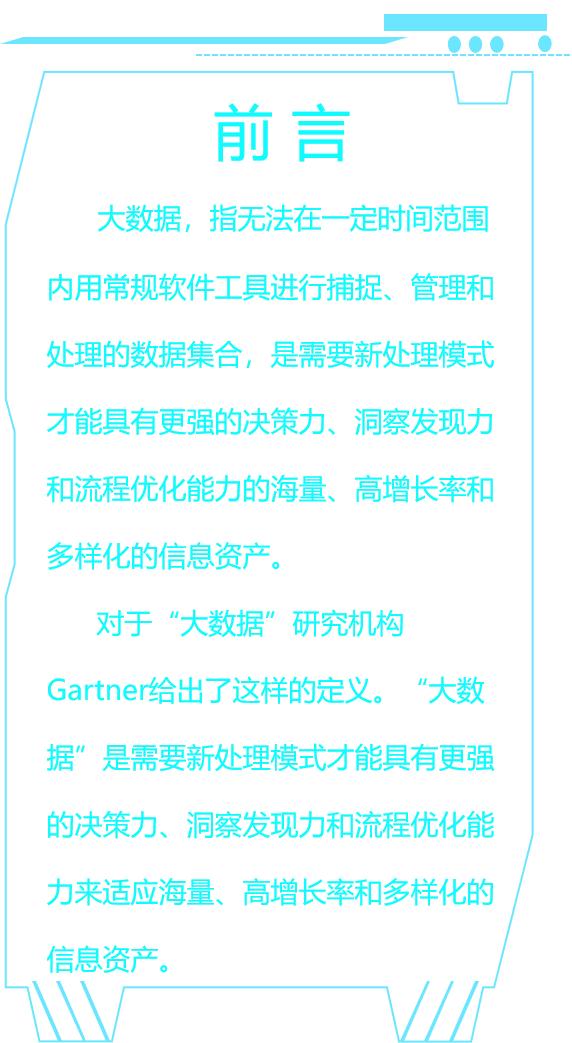 前言
大数据，指无法在一定时间范围
内用常规软件工具进行捕捉、管理和
处理的数据集合，是需要新处理模式
才能具有更强的决策力、洞察发现力
和流程优化能力的海量、高增长率和
多样化的信息资产。
对于“大数据”研究机构
Gartner给出了这样的定义。“大数
据”是需要新处理模式才能具有更强
的决策力、洞察发现力和流程优化能
力来适应海量、高增长率和多样化的
信息资产。